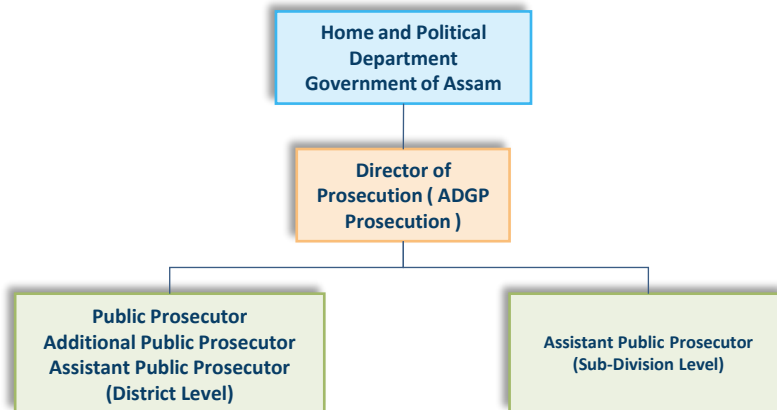 Home and Political
Department
Government of Assam
Director of
Prosecution ( ADGP
Prosecution )
Public Prosecutor
Additional Public Prosecutor
Assistant Public Prosecutor
(District Level)
Assistant Public Prosecutor
(Sub-Division Level)